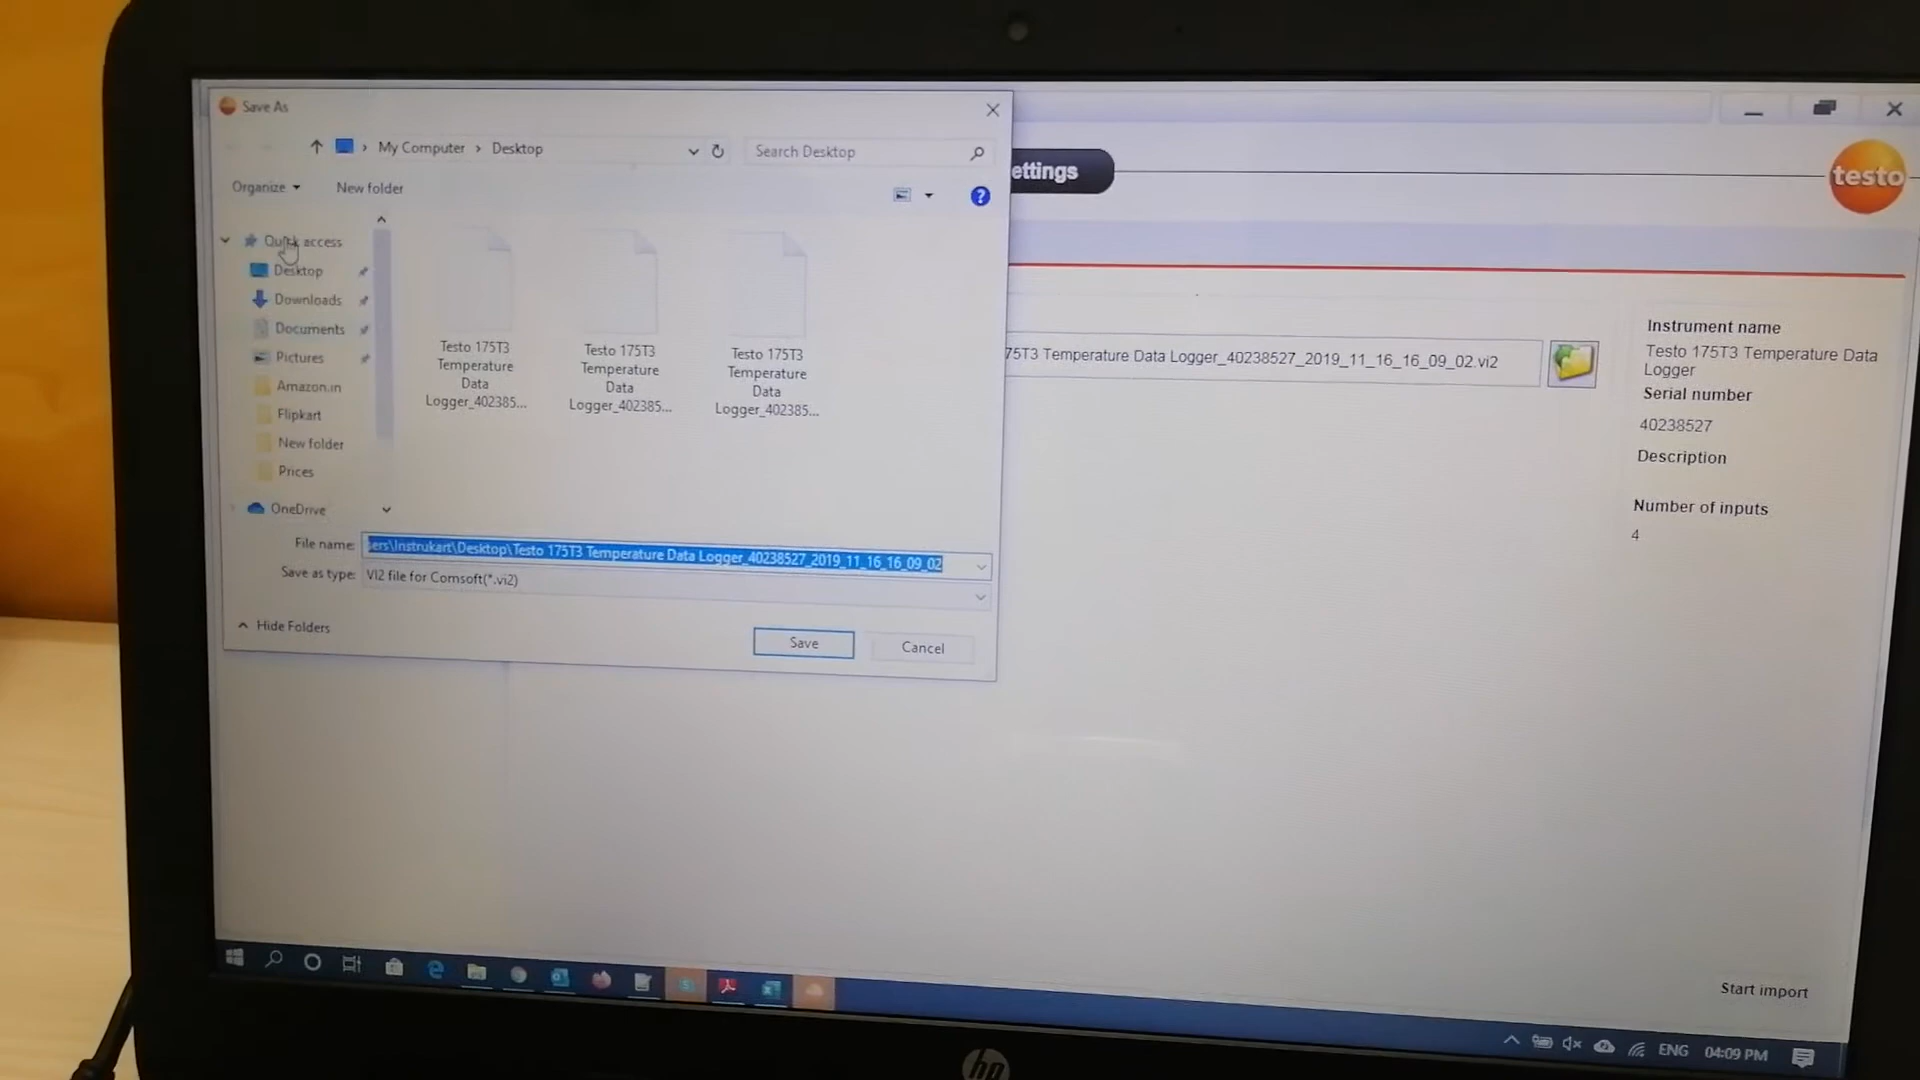 Save As
My Computer > Desktop
Search Desktop
Organize
New folder
?
Quick access
Desktop
Downloads
Documents
Pictures
Amazon.in
Flipkart
New folder
Prices
OneDrive
Testo 175T3
Temperature
Data
Logger_402385...
Testo 175T3
Temperature
Data
Logger_402385...
Testo 175T3
Temperature
Data
Logger_402385...
File name: sers\Instrukart\Desktop\Testo 175T3 Temperature Data Logger_40238527_2019_11_16_16_09_02
Save as type: VI2 file for Comsoft(*.vi2)
Hide Folders
Save
Cancel
ettings
testo
75T3 Temperature Data Logger_40238527_2019_11_16_16_09_02.vi2
Instrument name
Testo 175T3 Temperature Data
Logger
Serial number
40238527
Description
Number of inputs
4
Start import
ENG
04:09 PM
hp